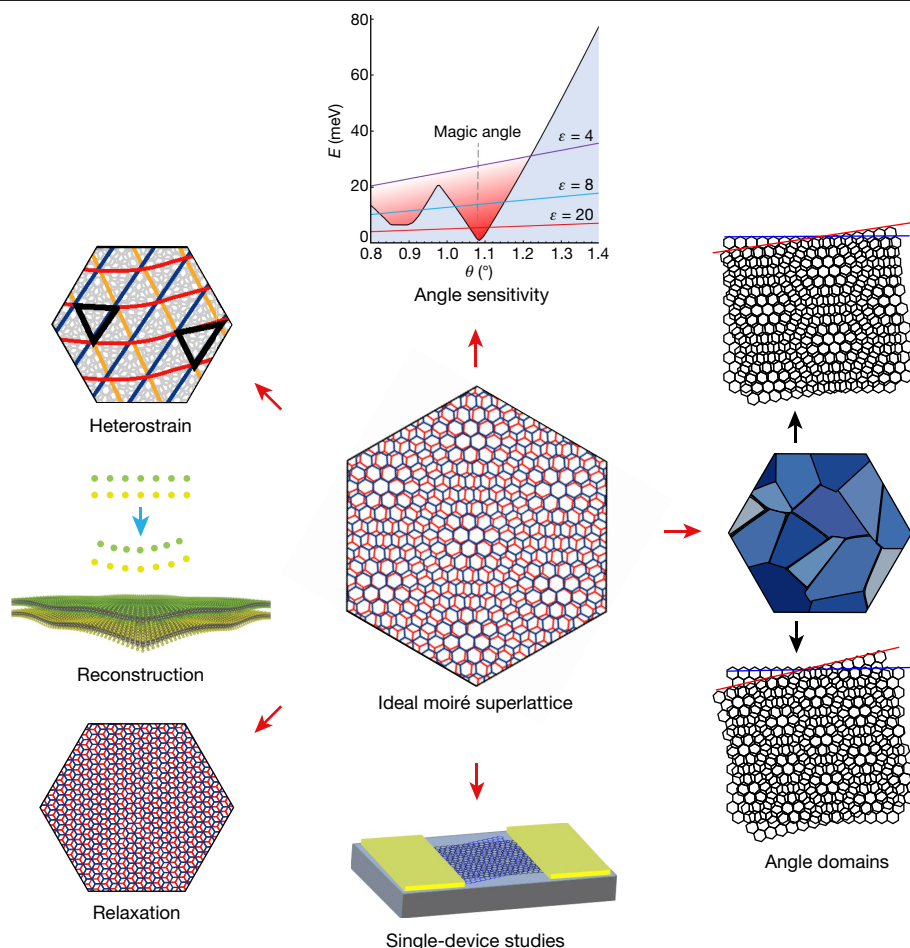 80
60
40
20
0
E (meV)
Magic angle
ε = 4
ε = 8
ε = 20
0.8 0.9 1.0 1.1 1.2 1.3 1.4
θ (°)
Angle sensitivity
Heterostrain
Reconstruction
Ideal moiré superlattice
Relaxation
Angle domains
Single-device studies